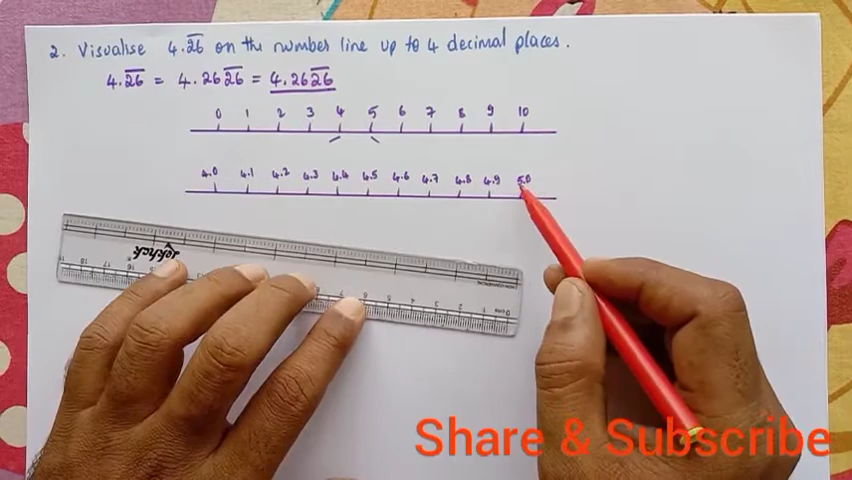 2. Visualise 4.2̅6̅ on the number line up to 4 decimal places.
4.2̅6̅ = 4.262̅6̅ = 4.262̅6̅
0 1 2 3 4 5 6 7 8 9 10
4.0 4.1 4.2 4.3 4.4 4.5 4.6 4.7 4.8 4.9 5.0
Share & Subscribe